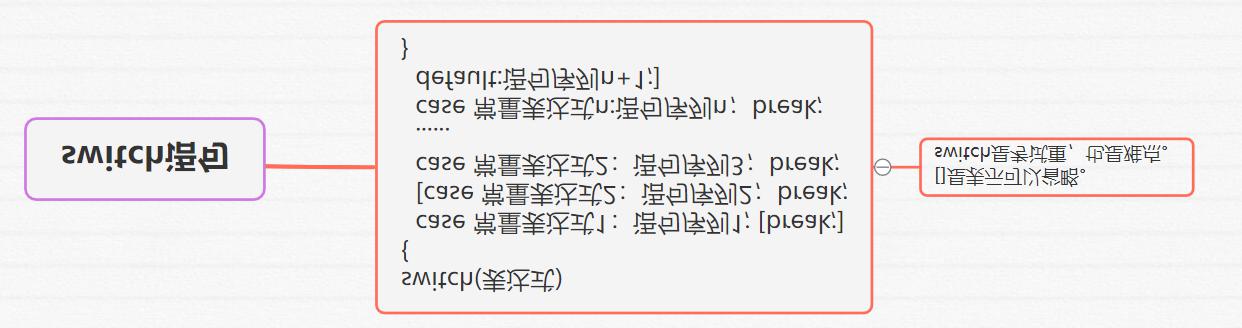 switch语句
switch(表达式)
{
case 常量表达式1：语句序列1; [break;]
[case 常量表达式2：语句序列2，break;
case 常量表达式2：语句序列3，break;
......
case 常量表达式n:语句序列n，break;
default:语句序列n+1;]
}
[]是表示可以省略。
switch是考试重，也是难点。